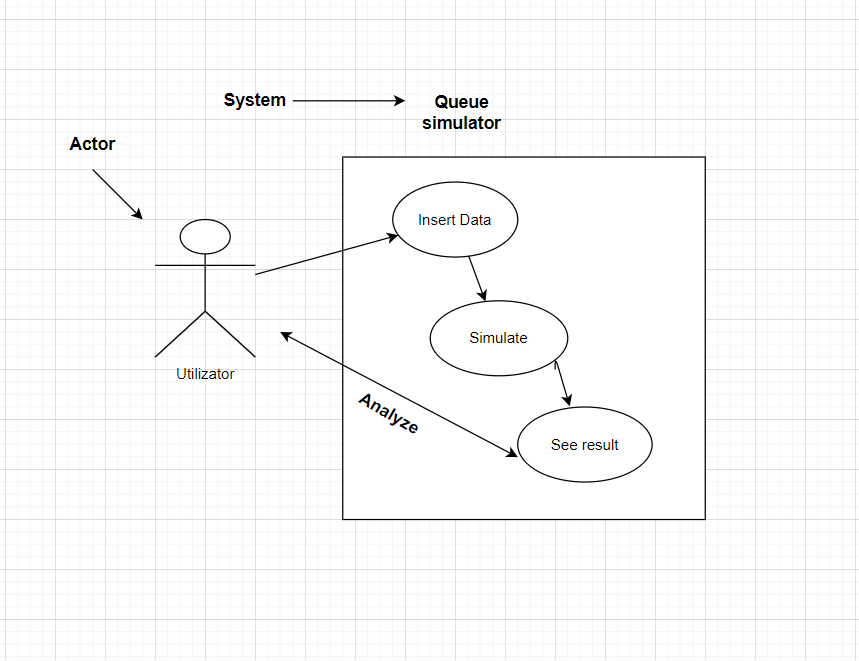 System
Queue
simulator
Actor
Insert Data
Simulate
Utilizator
Analyze
See result